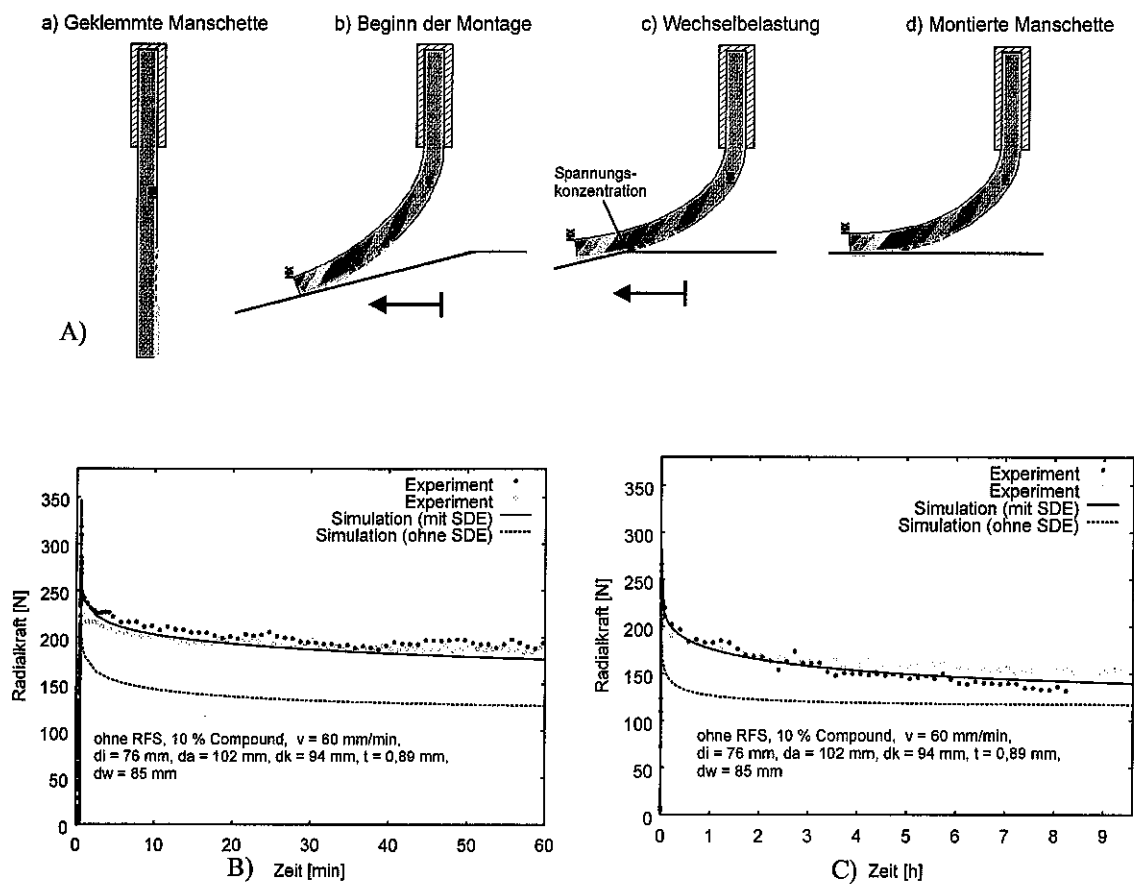 a) Geklemmte Manschette
b) Beginn der Montage
c) Wechselbelastung
d) Montierte Manschette
Spannungs-
konzentration
A)
Radialkraft [N]
350
300
250
200
150
100
50
0
Experiment
Experiment
Simulation (mit SDE)
Simulation (ohne SDE)
ohne RFS, 10 % Compound, v = 60 mm/min,
di = 76 mm, da = 102 mm, dk = 94 mm, t = 0,89 mm,
dw = 85 mm
0 10 20 30 40 50 60
B) Zeit [min]
Radialkraft [N]
350
300
250
200
150
100
50
0
Experiment
Experiment
Simulation (mit SDE)
Simulation (ohne SDE)
ohne RFS, 10 % Compound, v = 60 mm/min,
di = 76 mm, da = 102 mm, dk = 94 mm, t = 0,89 mm,
dw = 85 mm
0 1 2 3 4 5 6 7 8 9
C) Zeit [h]